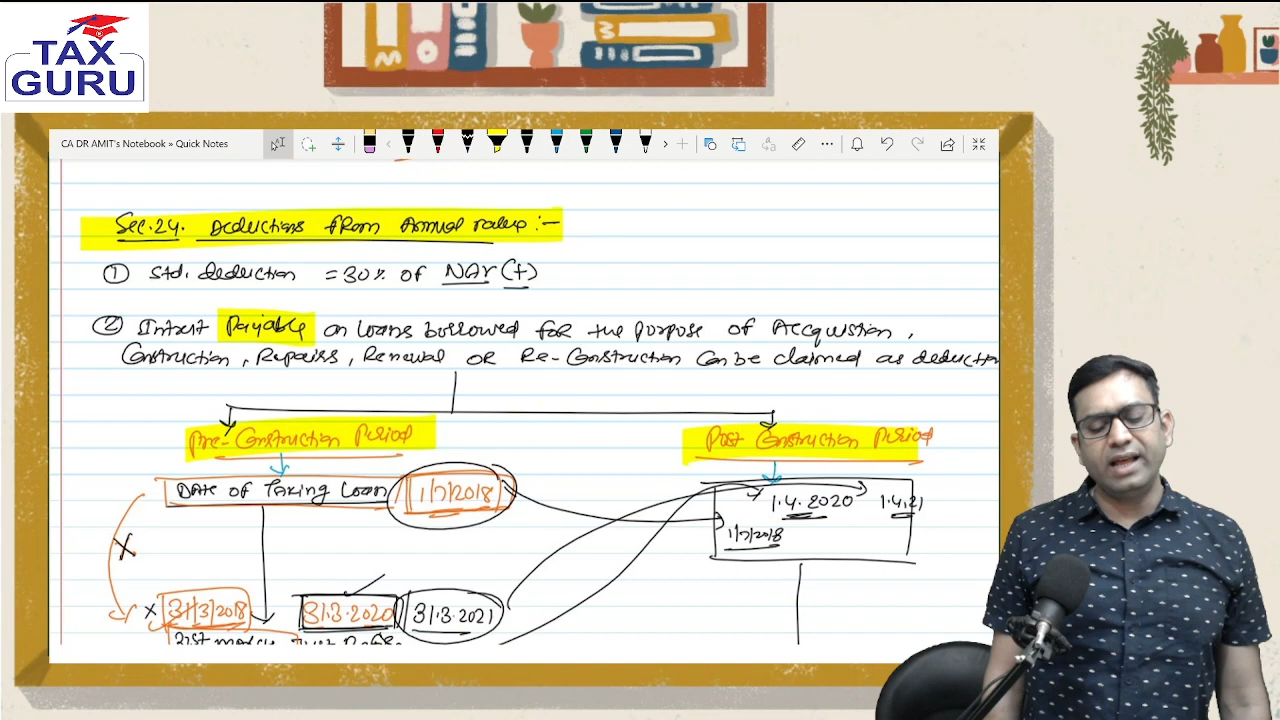 TAX
GURU
CA DR AMIT's Notebook » Quick Notes
Sec.24. Deductions from Annual value:-
① Std. deduction = 30% of NAV (+)
② Interest Payable on loans borrowed for the purpose of Accquistion,
Construction, Repairs, Renewal OR Re-Construction can be claimed as deduction
Pre-Construction Period
Post Construction Period
DATE OF Taking Loan 1/7/2018
1.4.2020 1.4.21
1/7/2018
31/3/2018 31.3.2020 31.3.2021
31st march